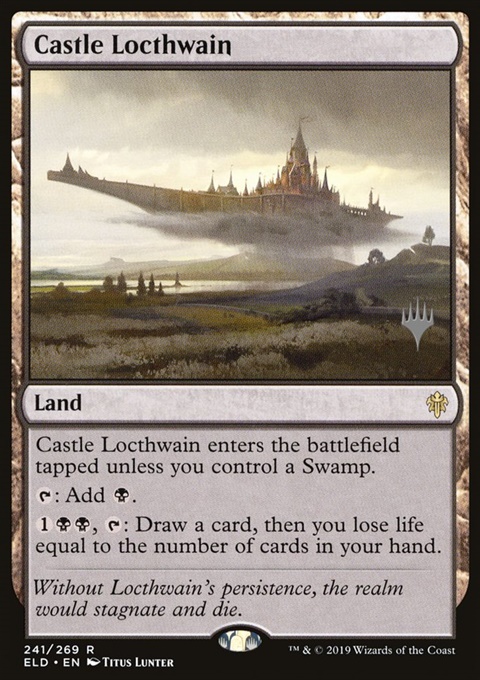 Castle Locthwain
Land
Castle Locthwain enters the battlefield
tapped unless you control a Swamp.
: Add .
1, : Draw a card, then you lose life
equal to the number of cards in your hand.
Without Locthwain's persistence, the realm
would stagnate and die.
241/269 R
ELD • EN Titus Lunter
™ & © 2019 Wizards of the Coast